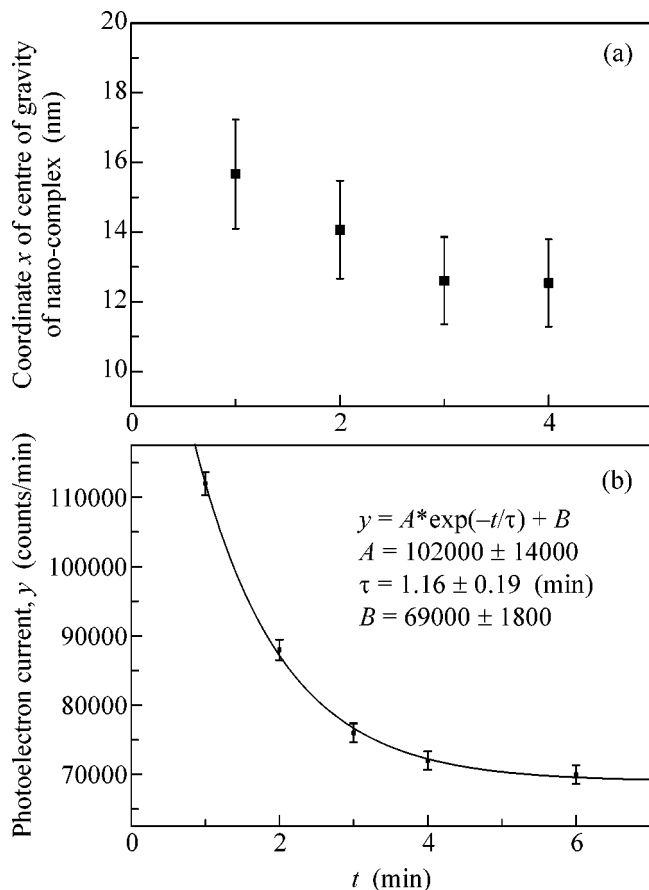 20
(a)
18
16
14
12
10
0
2
4
Coordinate x of centre of gravity
of nano-complex (nm)
(b)
110000
100000
90000
80000
70000
y = A*exp(–t/τ) + B
A = 102000 ± 14000
τ = 1.16 ± 0.19 (min)
B = 69000 ± 1800
0
2
4
6
Photoelectron current, y (counts/min)
t (min)